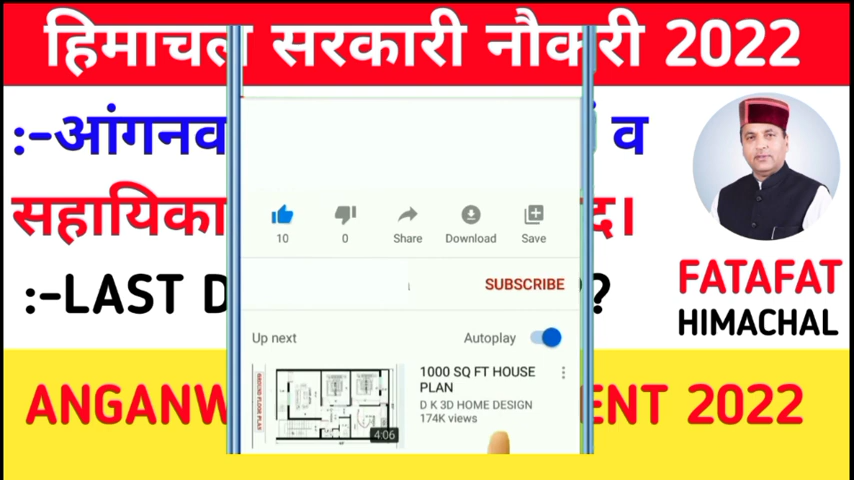 हिमाचल सरकारी नौकरी 2022
:-आंगनव व
सहायिका द।
:-LAST D ?
FATAFAT
HIMACHAL
ANGANW ENT 2022
10
0
Share
Download
Save
SUBSCRIBE
Up next
Autoplay
1000 SQ FT HOUSE
PLAN
D K 3D HOME DESIGN
174K views
4:06